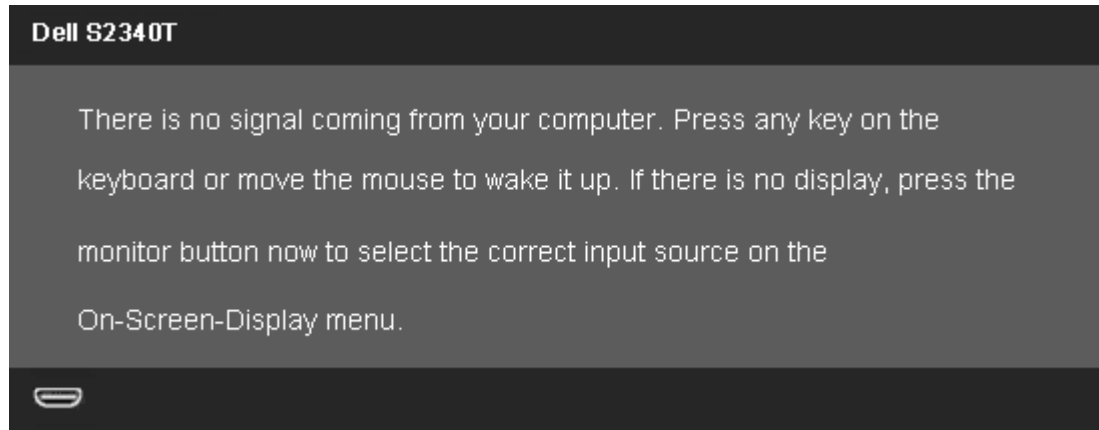 Dell S2340T
There is no signal coming from your computer. Press any key on the
keyboard or move the mouse to wake it up. If there is no display, press the
monitor button now to select the correct input source on the
On-Screen-Display menu.